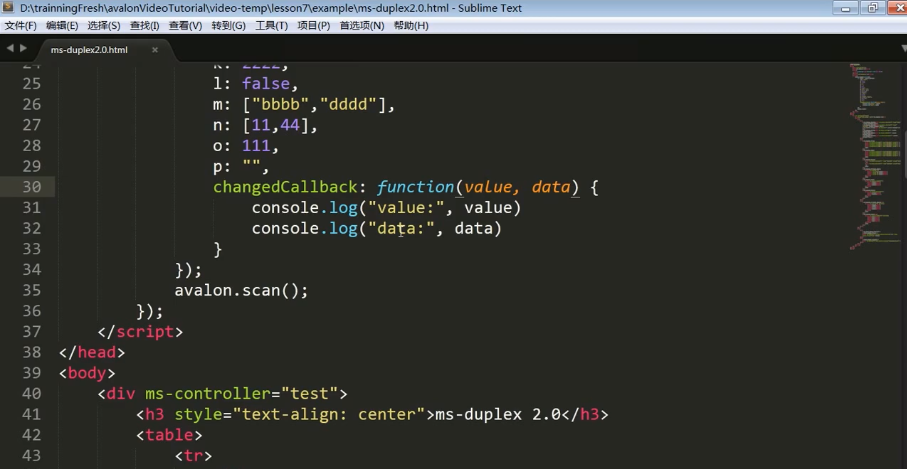 D:\trainningFresh\avalonVideoTutorial\video-temp\lesson7\example\ms-duplex2.0.html - Sublime Text
文件(F) 编辑(E) 选择(S) 查找(I) 查看(V) 转到(G) 工具(T) 项目(P) 首选项(N) 帮助(H)
ms-duplex2.0.html ×
24 k: 2222,
25 l: false,
26 m: ["bbbb","dddd"],
27 n: [11,44],
28 o: 111,
29 p: "",
30 changedCallback: function(value, data) {
31 console.log("value:", value)
32 console.log("data:", data)
33 }
34 });
35 avalon.scan();
36 });
37 </script>
38 </head>
39 <body>
40 <div ms-controller="test">
41 <h3 style="text-align: center">ms-duplex 2.0</h3>
42 <table>
43 <tr>